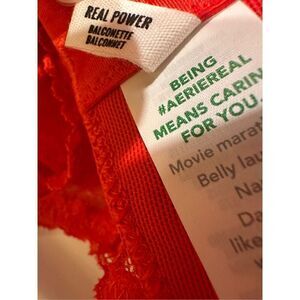 REAL POWER
BALCONETTE
BALCONNET
BEING
#AERIEREAL
MEANS CARIN
FOR YOU.
Movie marat
Belly lau
Na
Da
like